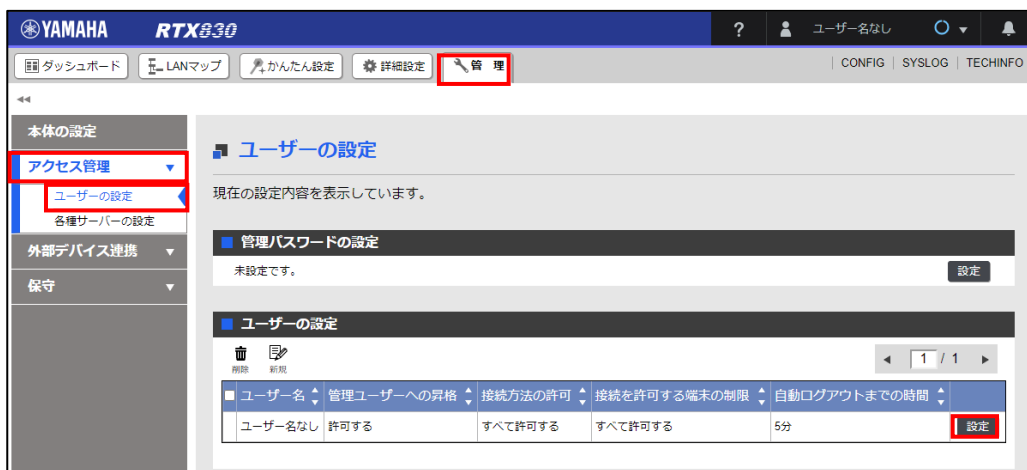 YAMAHA RTX830 ? ユーザー名なし
ダッシュボード LANマップ かんたん設定 詳細設定 管 理 CONFIG SYSLOG TECHINFO
本体の設定
アクセス管理
ユーザーの設定
各種サーバーの設定
外部デバイス連携
保守
ユーザーの設定
現在の設定内容を表示しています。
管理パスワードの設定
未設定です。 設定
ユーザーの設定
削除 新規 1 / 1
ユーザー名 管理ユーザーへの昇格 接続方法の許可 接続を許可する端末の制限 自動ログアウトまでの時間
ユーザー名なし 許可する すべて許可する すべて許可する 5分 設定